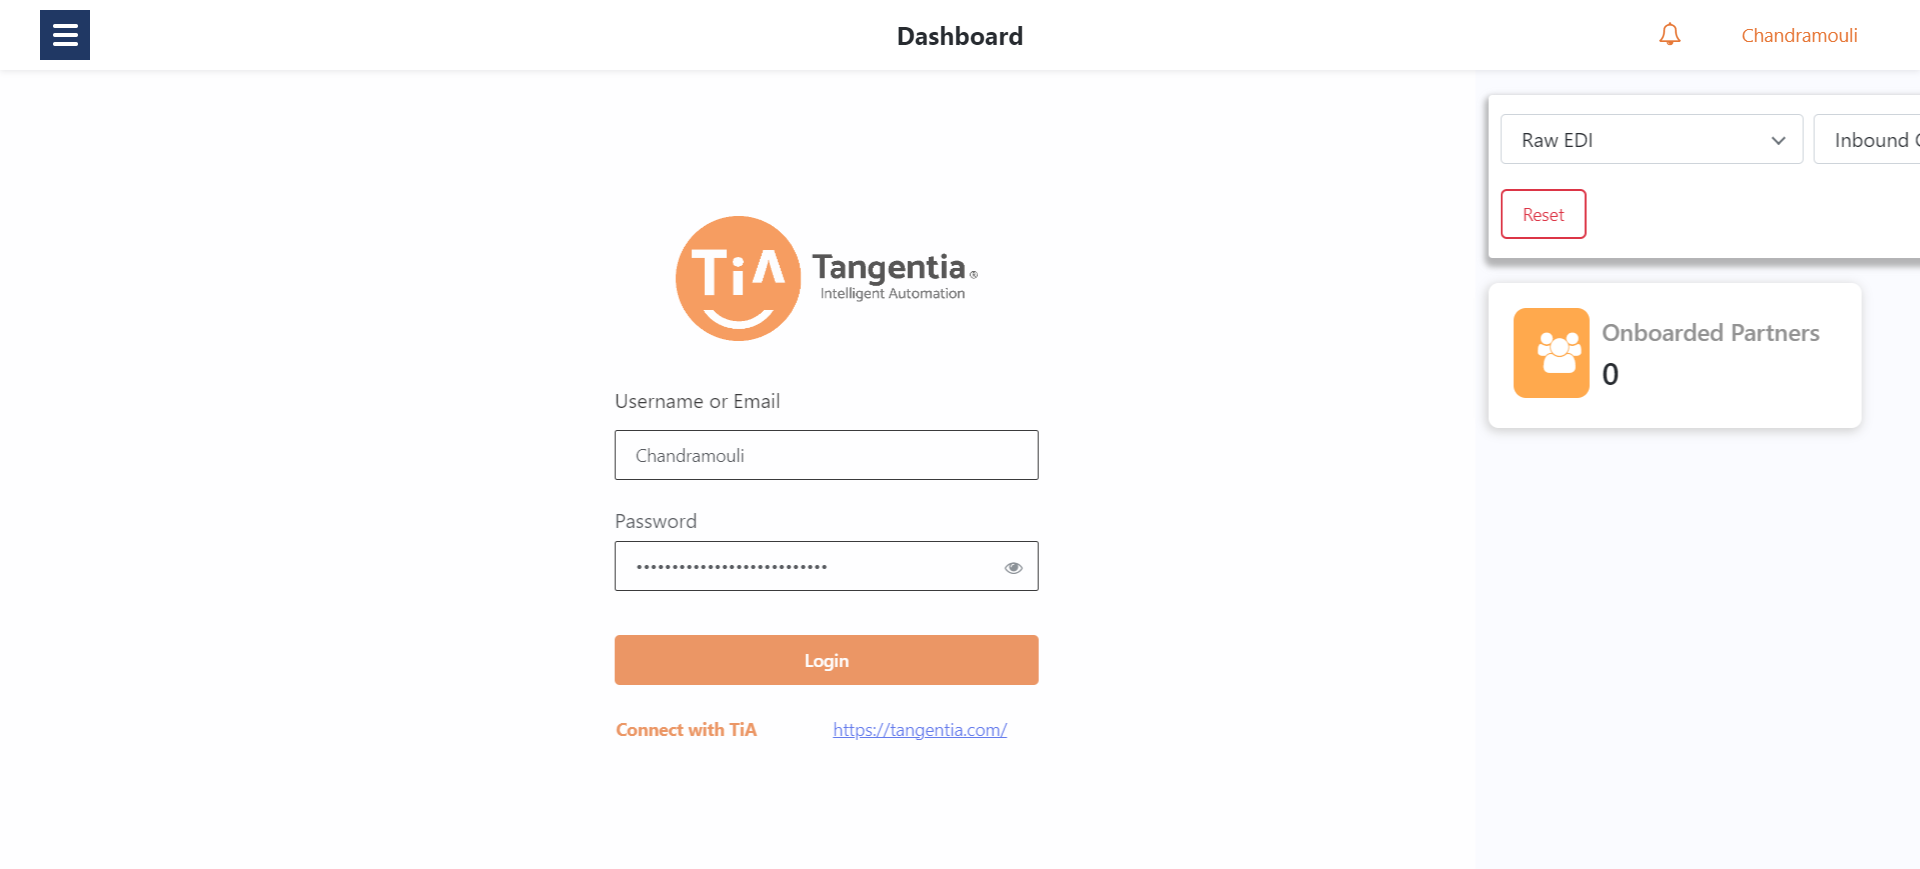 Dashboard
Chandramouli
Raw EDI
Inbound
Reset
TiA
Tangentia®
Intelligent Automation
Onboarded Partners
0
Username or Email
Chandramouli
Password
Login
Connect with TiA
https://tangentia.com/